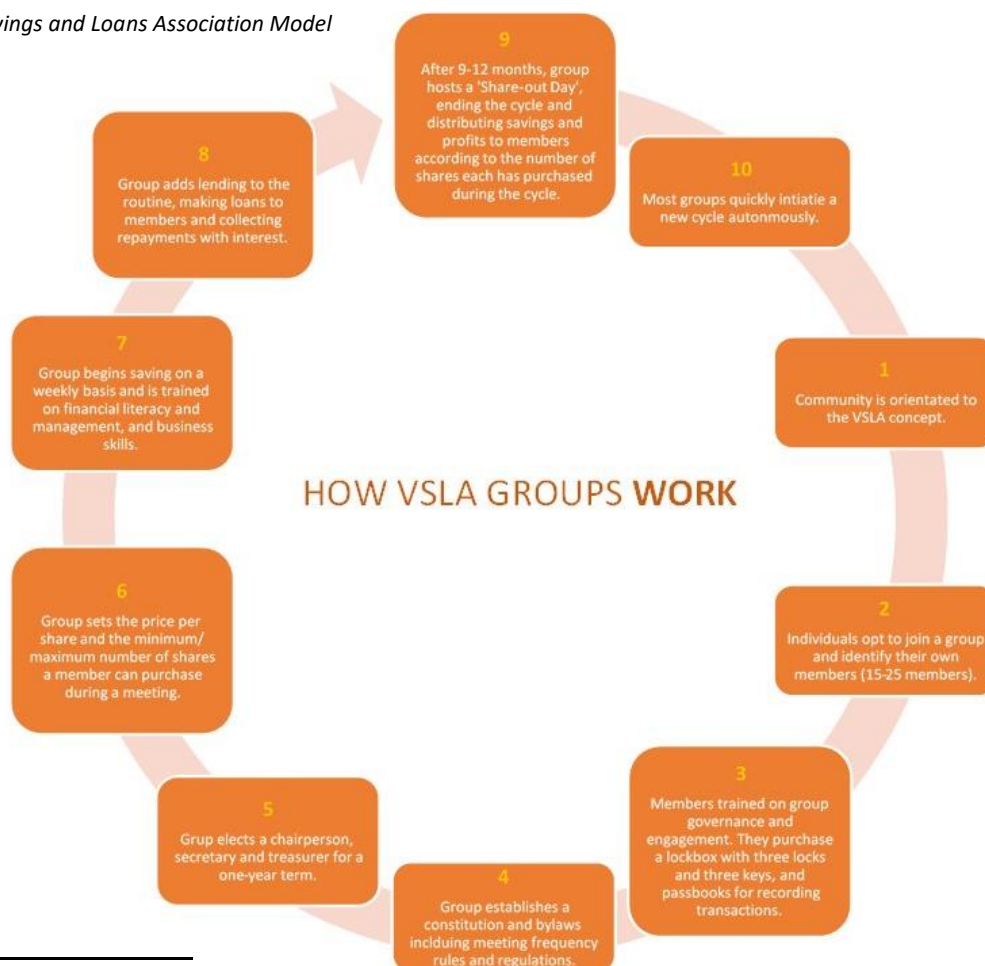 vings and Loans Association Model
9
After 9-12 months, group
hosts a 'Share-out Day',
ending the cycle and
distributing savings and
profits to members
according to the number of
shares each has purchased
during the cycle.
10
Most groups quickly intiatie a
new cycle autonmously.
1
Community is orientated to
the VSLA concept.
2
Individuals opt to join a group
and identify their own
members (15-25 members).
3
Members trained on group
governance and
engagement. They purchase
a lockbox with three locks
and three keys, and
passbooks for recording
transactions.
4
Group establishes a
constitution and bylaws
inclduing meeting frequency
rules and regulations.
5
Grup elects a chairperson,
secretary and treasurer for a
one-year term.
6
Group sets the price per
share and the minimum/
maximum number of shares
a member can purchase
during a meeting.
7
Group begins saving on a
weekly basis and is trained
on financial literacy and
management, and business
skills.
8
Group adds lending to the
routine, making loans to
members and collecting
repayments with interest.
HOW VSLA GROUPS WORK